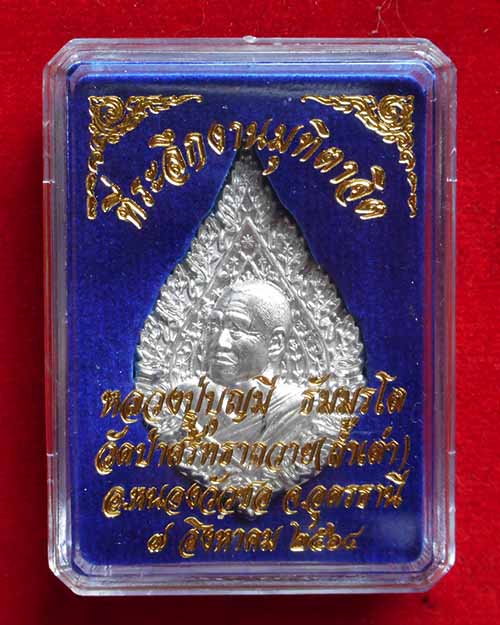 ที่ระลึกงานมุทิตาจิต
หลวงปู่บุญมี ธัมมรโต
วัดป่าศรีทราถวาย(ส้มเต่า)
อ.หนองวัวซอ จ.อุดรธานี
๗ สิงหาคม ๒๕๖๔